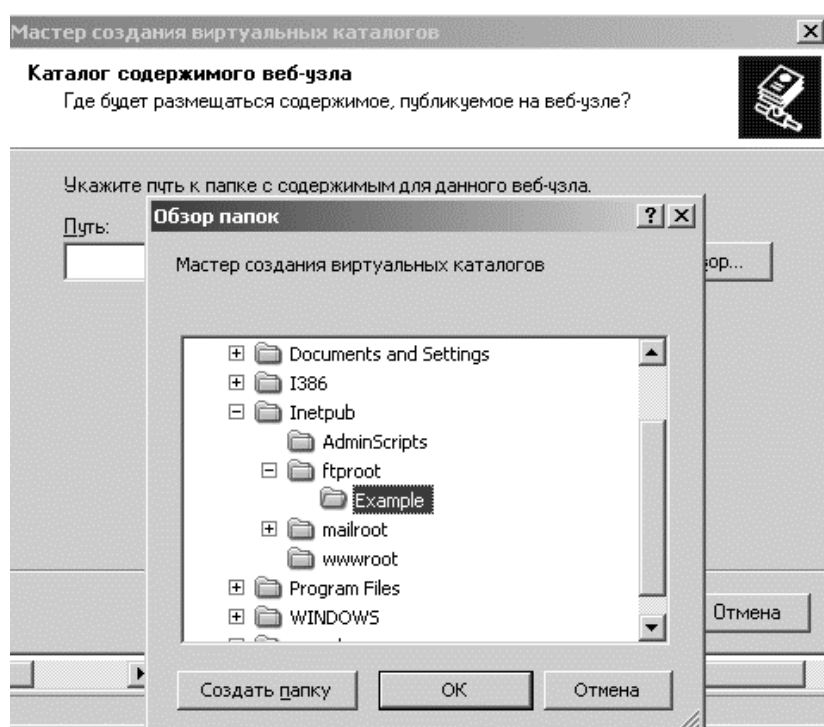 Мастер создания виртуальных каталогов
Каталог содержимого веб-узла
Где будет размещаться содержимое, публикуемое на веб-узле?
Укажите путь к папке с содержимым для данного веб-узла.
Путь:
Обзор папок
Мастер создания виртуальных каталогов
Documents and Settings
I386
Inetpub
AdminScripts
ftproot
Example
mailroot
wwwroot
Program Files
WINDOWS
Отмена
Создать папку
ОК
Отмена